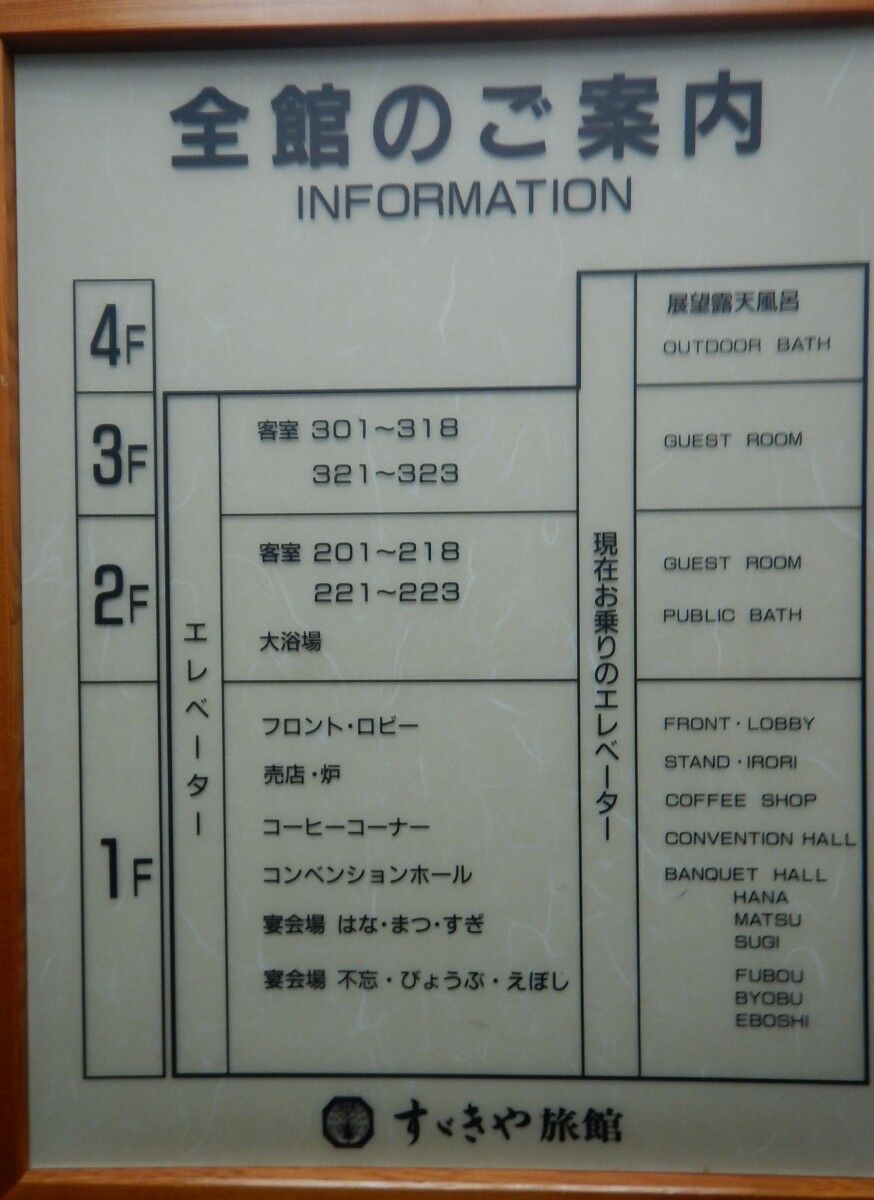 全館のご案内
INFORMATION
4F
展望露天風呂
OUTDOOR BATH
3F
客室 301～318
321～323
GUEST ROOM
2F
客室 201～218
221～223
大浴場
GUEST ROOM
PUBLIC BATH
1F
フロント・ロビー
売店・炉
コーヒーコーナー
コンベンションホール
宴会場 はな・まつ・すぎ
宴会場 不忘・びょうぶ・えぼし
FRONT・LOBBY
STAND・IRORI
COFFEE SHOP
CONVENTION HALL
BANQUET HALL
HANA
MATSU
SUGI
FUBOU
BYOBU
EBOSHI
エレベーター
現在お乗りのエレベーター
すゞきや旅館